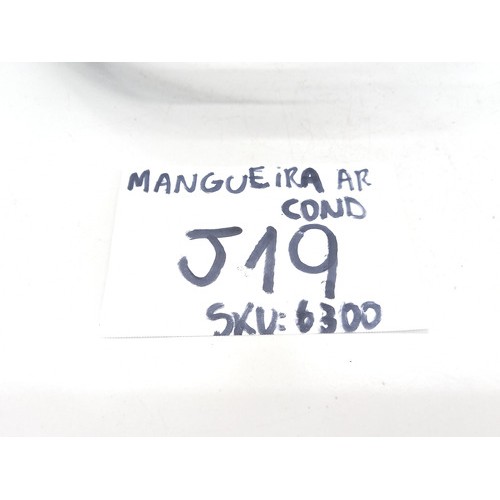 MANGUEiRA AR
COND
J19
SKU: 6300